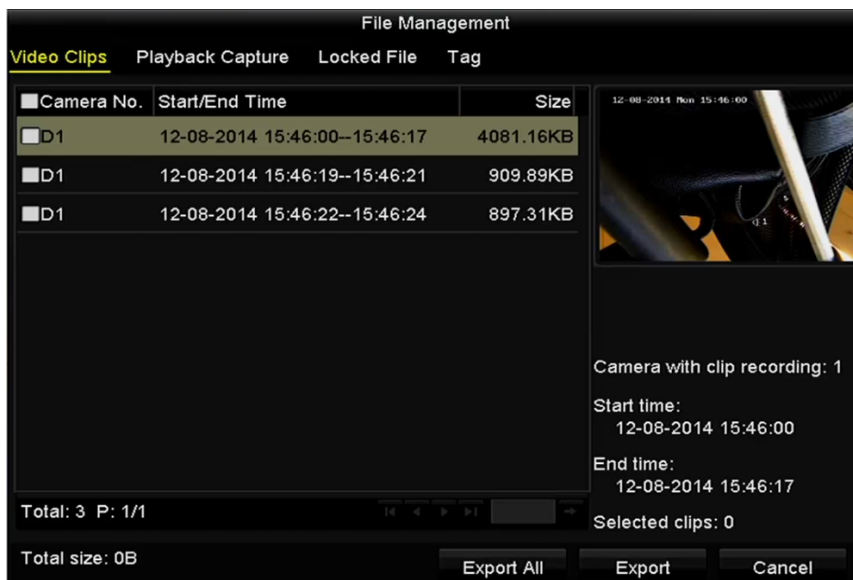 File Management
Video Clips Playback Capture Locked File Tag
Camera No. Start/End Time Size
D1 12-08-2014 15:46:00--15:46:17 4081.16KB
D1 12-08-2014 15:46:19--15:46:21 909.89KB
D1 12-08-2014 15:46:22--15:46:24 897.31KB
Total: 3 P: 1/1
Total size: 0B
12-08-2014 Mon 15:46:00
Camera with clip recording: 1
Start time:
12-08-2014 15:46:00
End time:
12-08-2014 15:46:17
Selected clips: 0
Export All Export Cancel